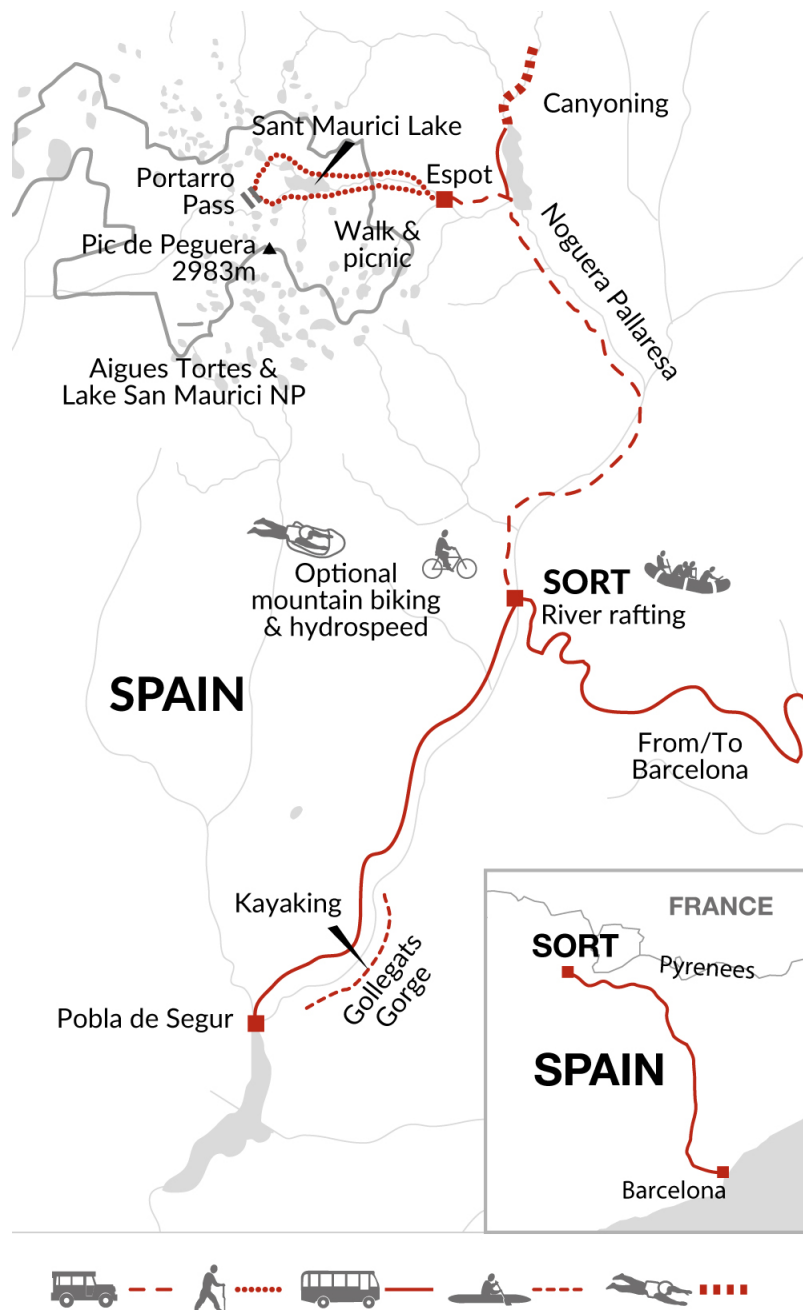 Canyoning
Sant Maurici Lake
Portarro
Pass
Espot
Walk &
picnic
Pic de Peguera
2983m
Noguera Pallaresa
Aigues Tortes &
Lake San Maurici NP
Optional
mountain biking
& hydrospeed
SORT
River rafting
SPAIN
From/To
Barcelona
Kayaking
Gollegats
Gorge
Pobla de Segur
FRANCE
SORT
Pyrenees
SPAIN
Barcelona